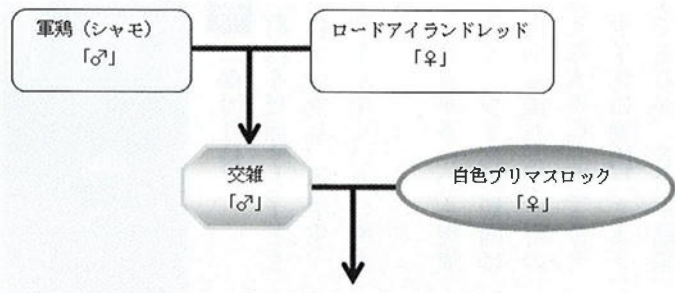 軍鶏（シャモ）
「♂」
ロードアイランドレッド
「♀」
交雑
「♂」
白色プリマスロック
「♀」